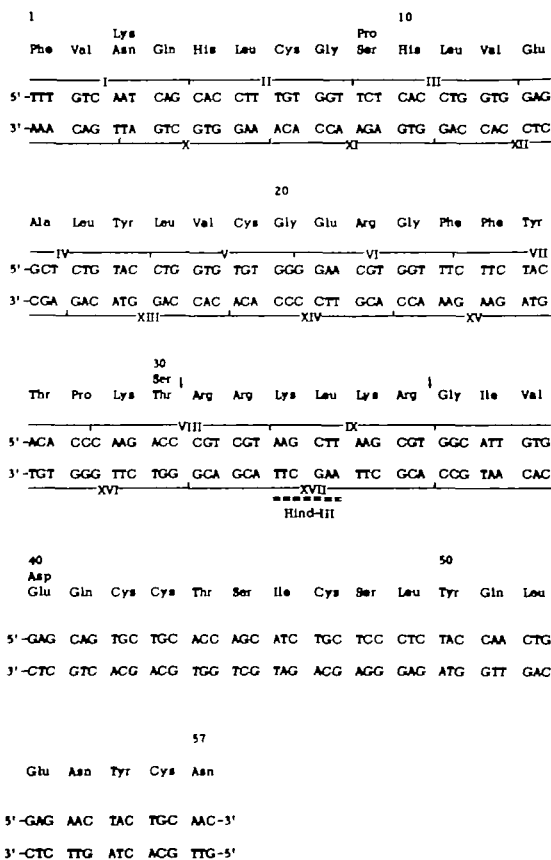 1 10
Lys Pro
Phe Val Asn Gln His Leu Cys Gly Ser His Leu Val Glu
I II III
5' -TTT GTC AAT CAG CAC CTT TGT GGT TCT CAC CTG GTG GAG
3' -AAA CAG TTA GTC GTG GAA ACA CCA AGA GTG GAC CAC CTC
X XI XII
20
Ala Leu Tyr Leu Val Cys Gly Glu Arg Gly Phe Phe Tyr
IV V VI VII
5' -GCT CTG TAC CTG GTG TGT GGG GAA CGT GGT TTC TTC TAC
3' -CGA GAC ATG GAC CAC ACA CCC CTT GCA CCA AAG AAG ATG
XIII XIV XV
30
Ser
Thr Pro Lys Thr Arg Arg Lys Leu Lys Arg Gly Ile Val
VIII IX
5' -ACA CCC AAG ACC CGT CGT AAG CTT AAG CGT GGC ATT GTG
3' -TGT GGG TTC TGG GCA GCA TTC GAA TTC GCA CCG TAA CAC
XVI XVII
Hind-III
40 50
Asp
Glu Gln Cys Cys Thr Ser Ile Cys Ser Leu Tyr Gln Leu
5' -GAG CAG TGC TGC ACC AGC ATC TGC TCC CTC TAC CAA CTG
3' -CTC GTC ACG ACG TGG TCG TAG ACG AGG GAG ATG GTT GAC
57
Glu Asn Tyr Cys Asn
5' -GAG AAC TAC TGC AAC-3'
3' -CTC TTG ATC ACG TTG-5'